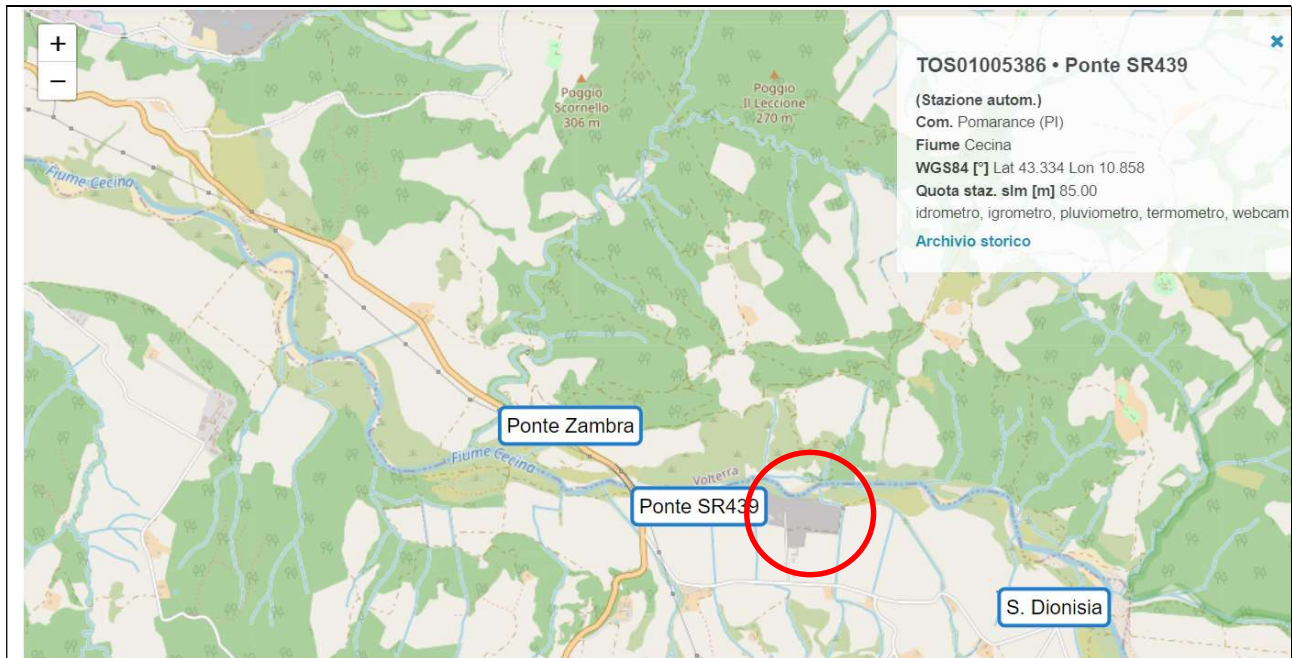 +
−
Poggio
Scornello
306 m
Poggio
Il Leccione
270 m
TOS01005386 • Ponte SR439
(Stazione autom.)
Com. Pomarance (PI)
Fiume Cecina
WGS84 [°] Lat 43.334 Lon 10.858
Quota staz. slm [m] 85.00
idrometro, igrometro, pluviometro, termometro, webcam
Archivio storico
Fiume Cecina
Ponte Zambra
Fiume Cecina
Volterra
Ponte SR439
S. Dionisia